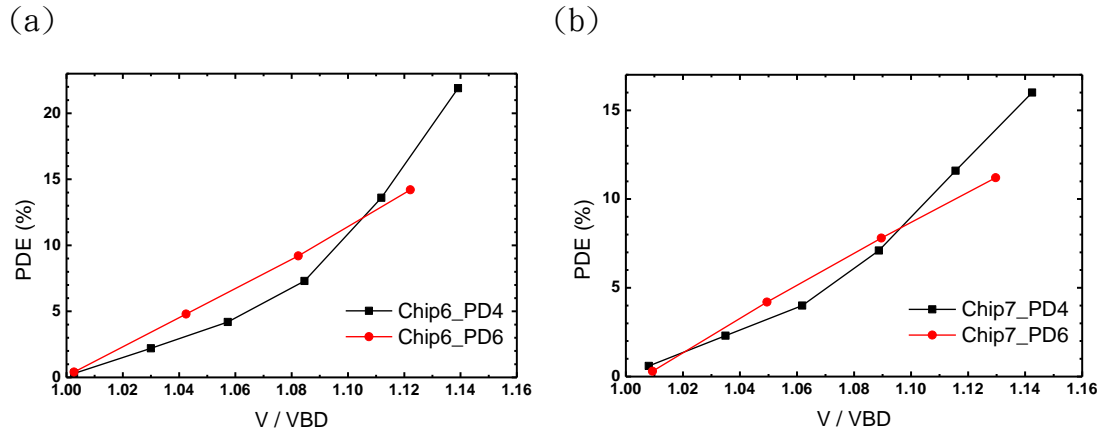 (a)
20
15
10
5
0
PDE (%)
Chip6_PD4
Chip6_PD6
1.00 1.02 1.04 1.06 1.08 1.10 1.12 1.14 1.16
V / VBD
(b)
15
10
5
0
PDE (%)
Chip7_PD4
Chip7_PD6
1.00 1.02 1.04 1.06 1.08 1.10 1.12 1.14 1.16
V / VBD